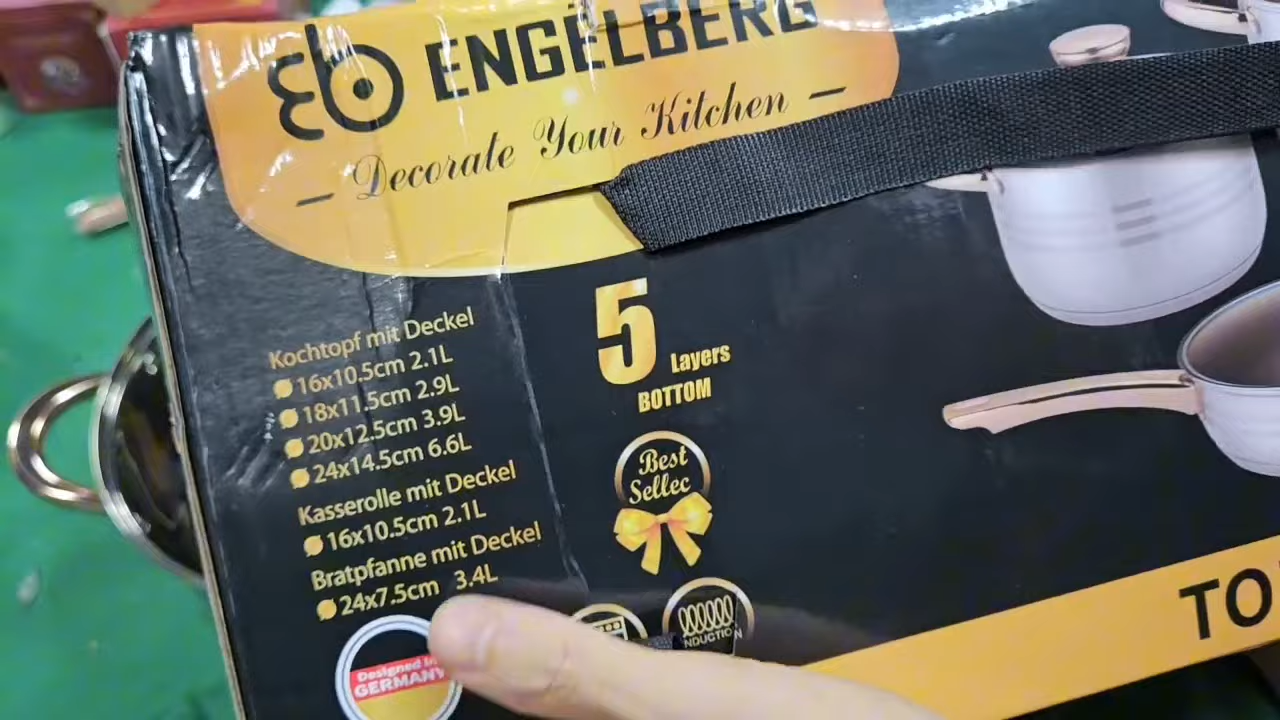 ENGELBERG
— Decorate Your Kitchen —
Kochtopf mit Deckel
16x10.5cm 2.1L
18x11.5cm 2.9L
20x12.5cm 3.9L
24x14.5cm 6.6L
Kasserolle mit Deckel
16x10.5cm 2.1L
Bratpfanne mit Deckel
24x7.5cm 3.4L
Designed in
GERMANY
5
Layers
BOTTOM
Best
Sellec
INDUCTION
TO